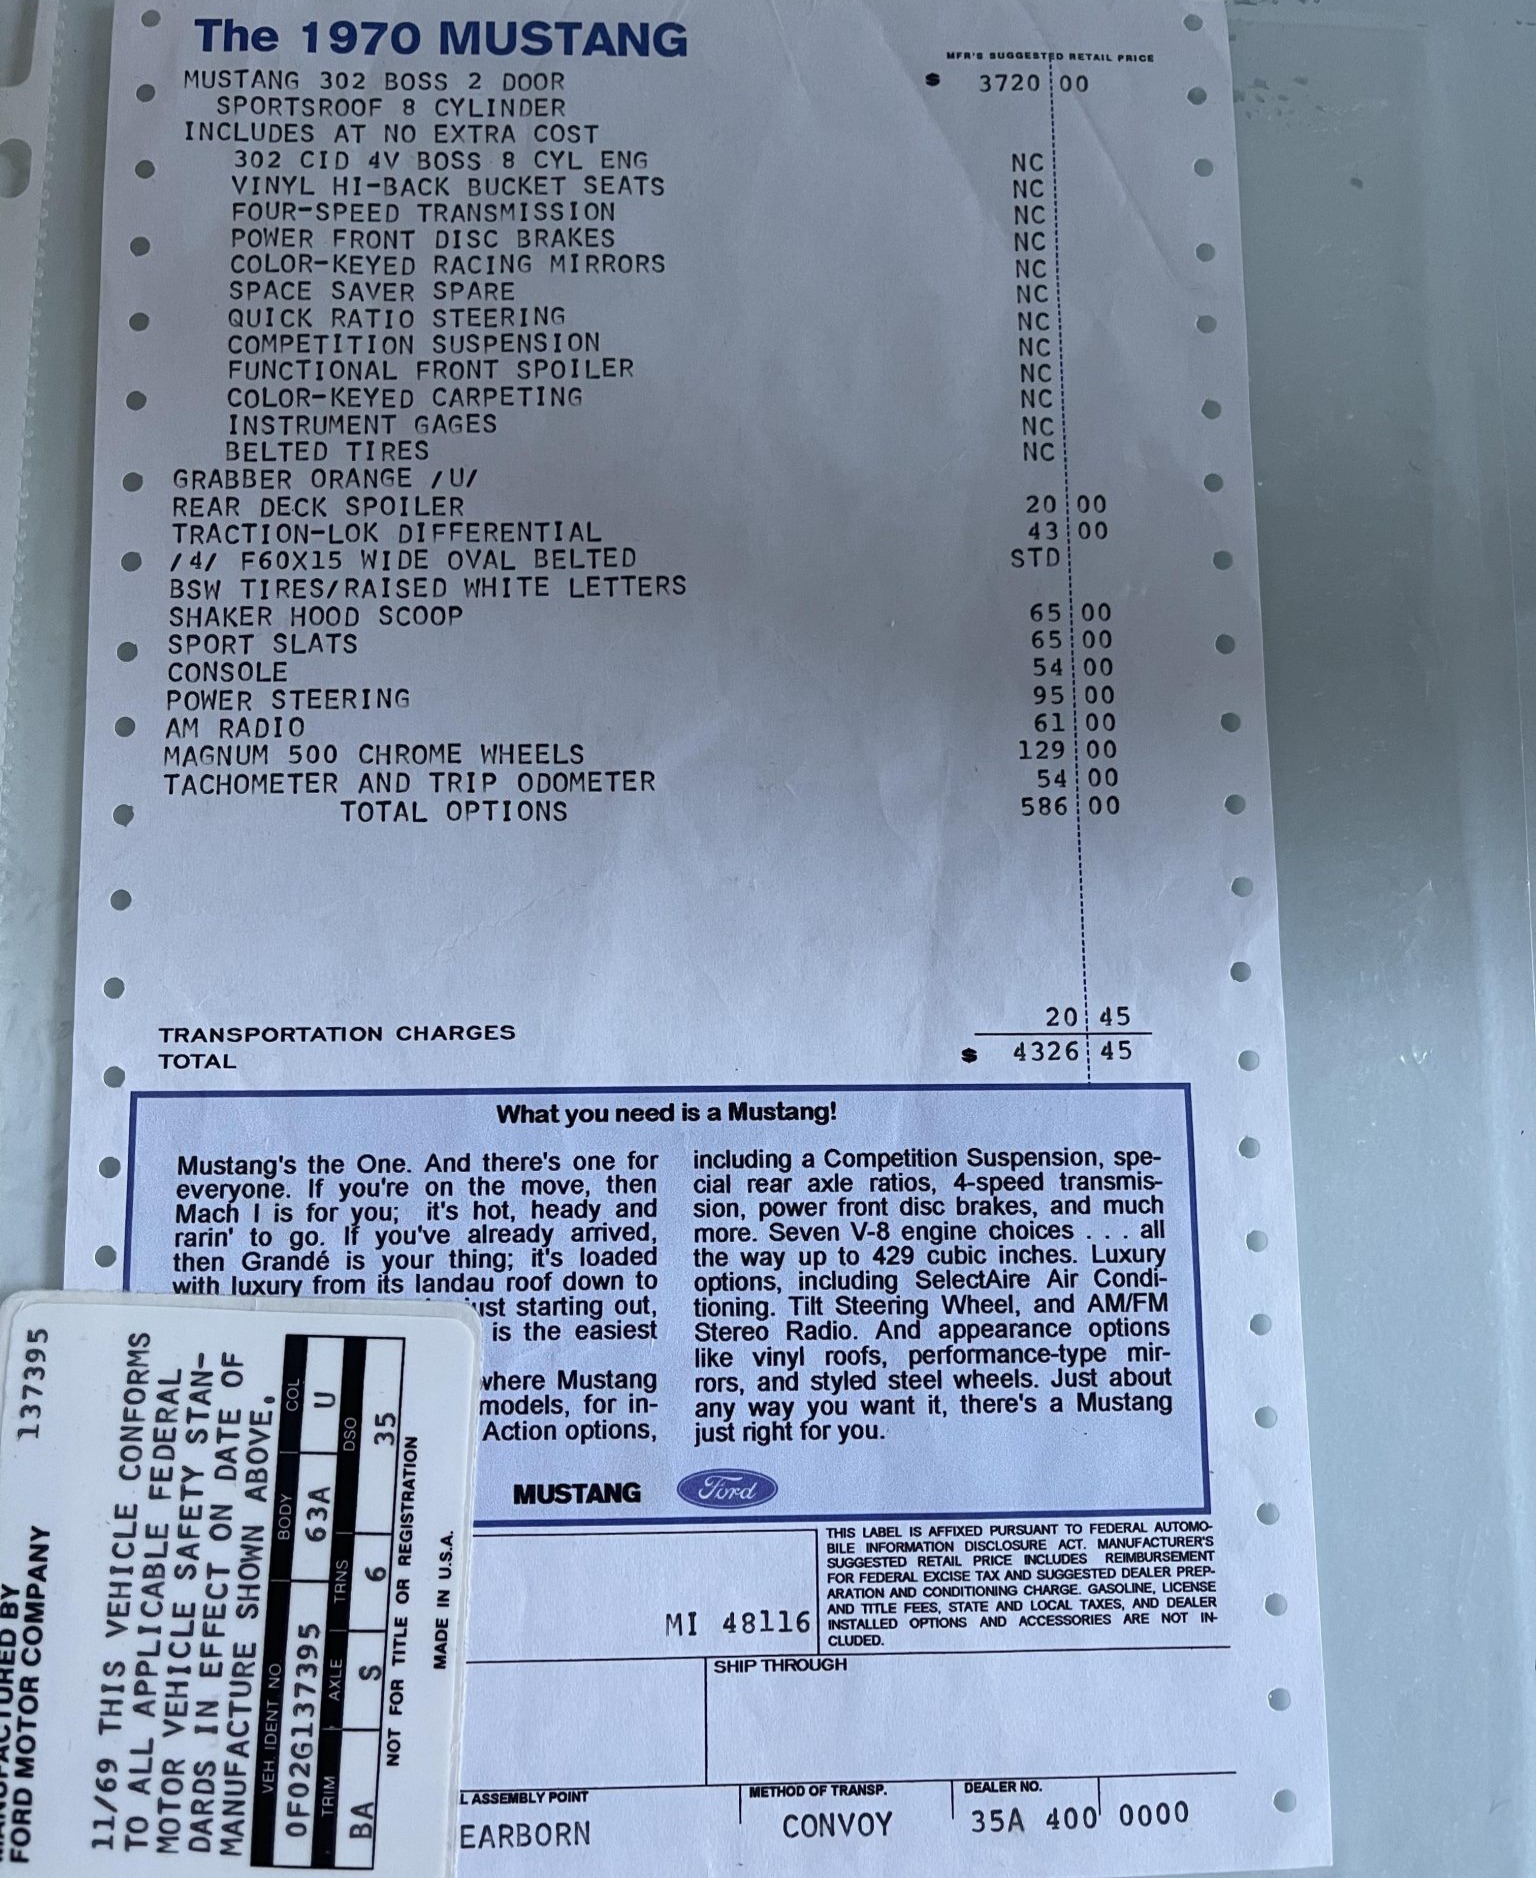 The 1970 MUSTANG
MFR'S SUGGESTED RETAIL PRICE
MUSTANG 302 BOSS 2 DOOR $ 3720 00
SPORTSROOF 8 CYLINDER
INCLUDES AT NO EXTRA COST
302 CID 4V BOSS 8 CYL ENG NC
VINYL HI-BACK BUCKET SEATS NC
FOUR-SPEED TRANSMISSION NC
POWER FRONT DISC BRAKES NC
COLOR-KEYED RACING MIRRORS NC
SPACE SAVER SPARE NC
QUICK RATIO STEERING NC
COMPETITION SUSPENSION NC
FUNCTIONAL FRONT SPOILER NC
COLOR-KEYED CARPETING NC
INSTRUMENT GAGES NC
BELTED TIRES NC
GRABBER ORANGE /U/
REAR DECK SPOILER 20 00
TRACTION-LOK DIFFERENTIAL 43 00
/4/ F60X15 WIDE OVAL BELTED STD
BSW TIRES/RAISED WHITE LETTERS
SHAKER HOOD SCOOP 65 00
SPORT SLATS 65 00
CONSOLE 54 00
POWER STEERING 95 00
AM RADIO 61 00
MAGNUM 500 CHROME WHEELS 129 00
TACHOMETER AND TRIP ODOMETER 54 00
TOTAL OPTIONS 586 00
TRANSPORTATION CHARGES 20 45
TOTAL $ 4326 45
What you need is a Mustang!
Mustang's the One. And there's one for
everyone. If you're on the move, then
Mach I is for you; it's hot, heady and
rarin' to go. If you've already arrived,
then Grandé is your thing; it's loaded
with luxury from its landau roof down to
ust starting out,
is the easiest
where Mustang
models, for in-
Action options,
including a Competition Suspension, spe-
cial rear axle ratios, 4-speed transmis-
sion, power front disc brakes, and much
more. Seven V-8 engine choices . . . all
the way up to 429 cubic inches. Luxury
options, including SelectAire Air Condi-
tioning. Tilt Steering Wheel, and AM/FM
Stereo Radio. And appearance options
like vinyl roofs, performance-type mir-
rors, and styled steel wheels. Just about
any way you want it, there's a Mustang
just right for you.
MUSTANG Ford
MI 48116
THIS LABEL IS AFFIXED PURSUANT TO FEDERAL AUTOMO-
BILE INFORMATION DISCLOSURE ACT. MANUFACTURER'S
SUGGESTED RETAIL PRICE INCLUDES REIMBURSEMENT
FOR FEDERAL EXCISE TAX AND SUGGESTED DEALER PREP-
ARATION AND CONDITIONING CHARGE. GASOLINE, LICENSE
AND TITLE FEES, STATE AND LOCAL TAXES, AND DEALER
INSTALLED OPTIONS AND ACCESSORIES ARE NOT IN-
CLUDED.
SHIP THROUGH
L ASSEMBLY POINT
EARBORN
METHOD OF TRANSP.
CONVOY
DEALER NO.
35A 400 0000
FORD MOTOR COMPANY 137395
11/69 THIS VEHICLE CONFORMS
TO ALL APPLICABLE FEDERAL
MOTOR VEHICLE SAFETY STAN-
DARDS IN EFFECT ON DATE OF
MANUFACTURE SHOWN ABOVE.
VEH. IDENT. NO. BODY COL
0F02G137395 63A U
TRIM AXLE TRNS DSO
BA S 6 35
NOT FOR TITLE OR REGISTRATION
MADE IN U.S.A.